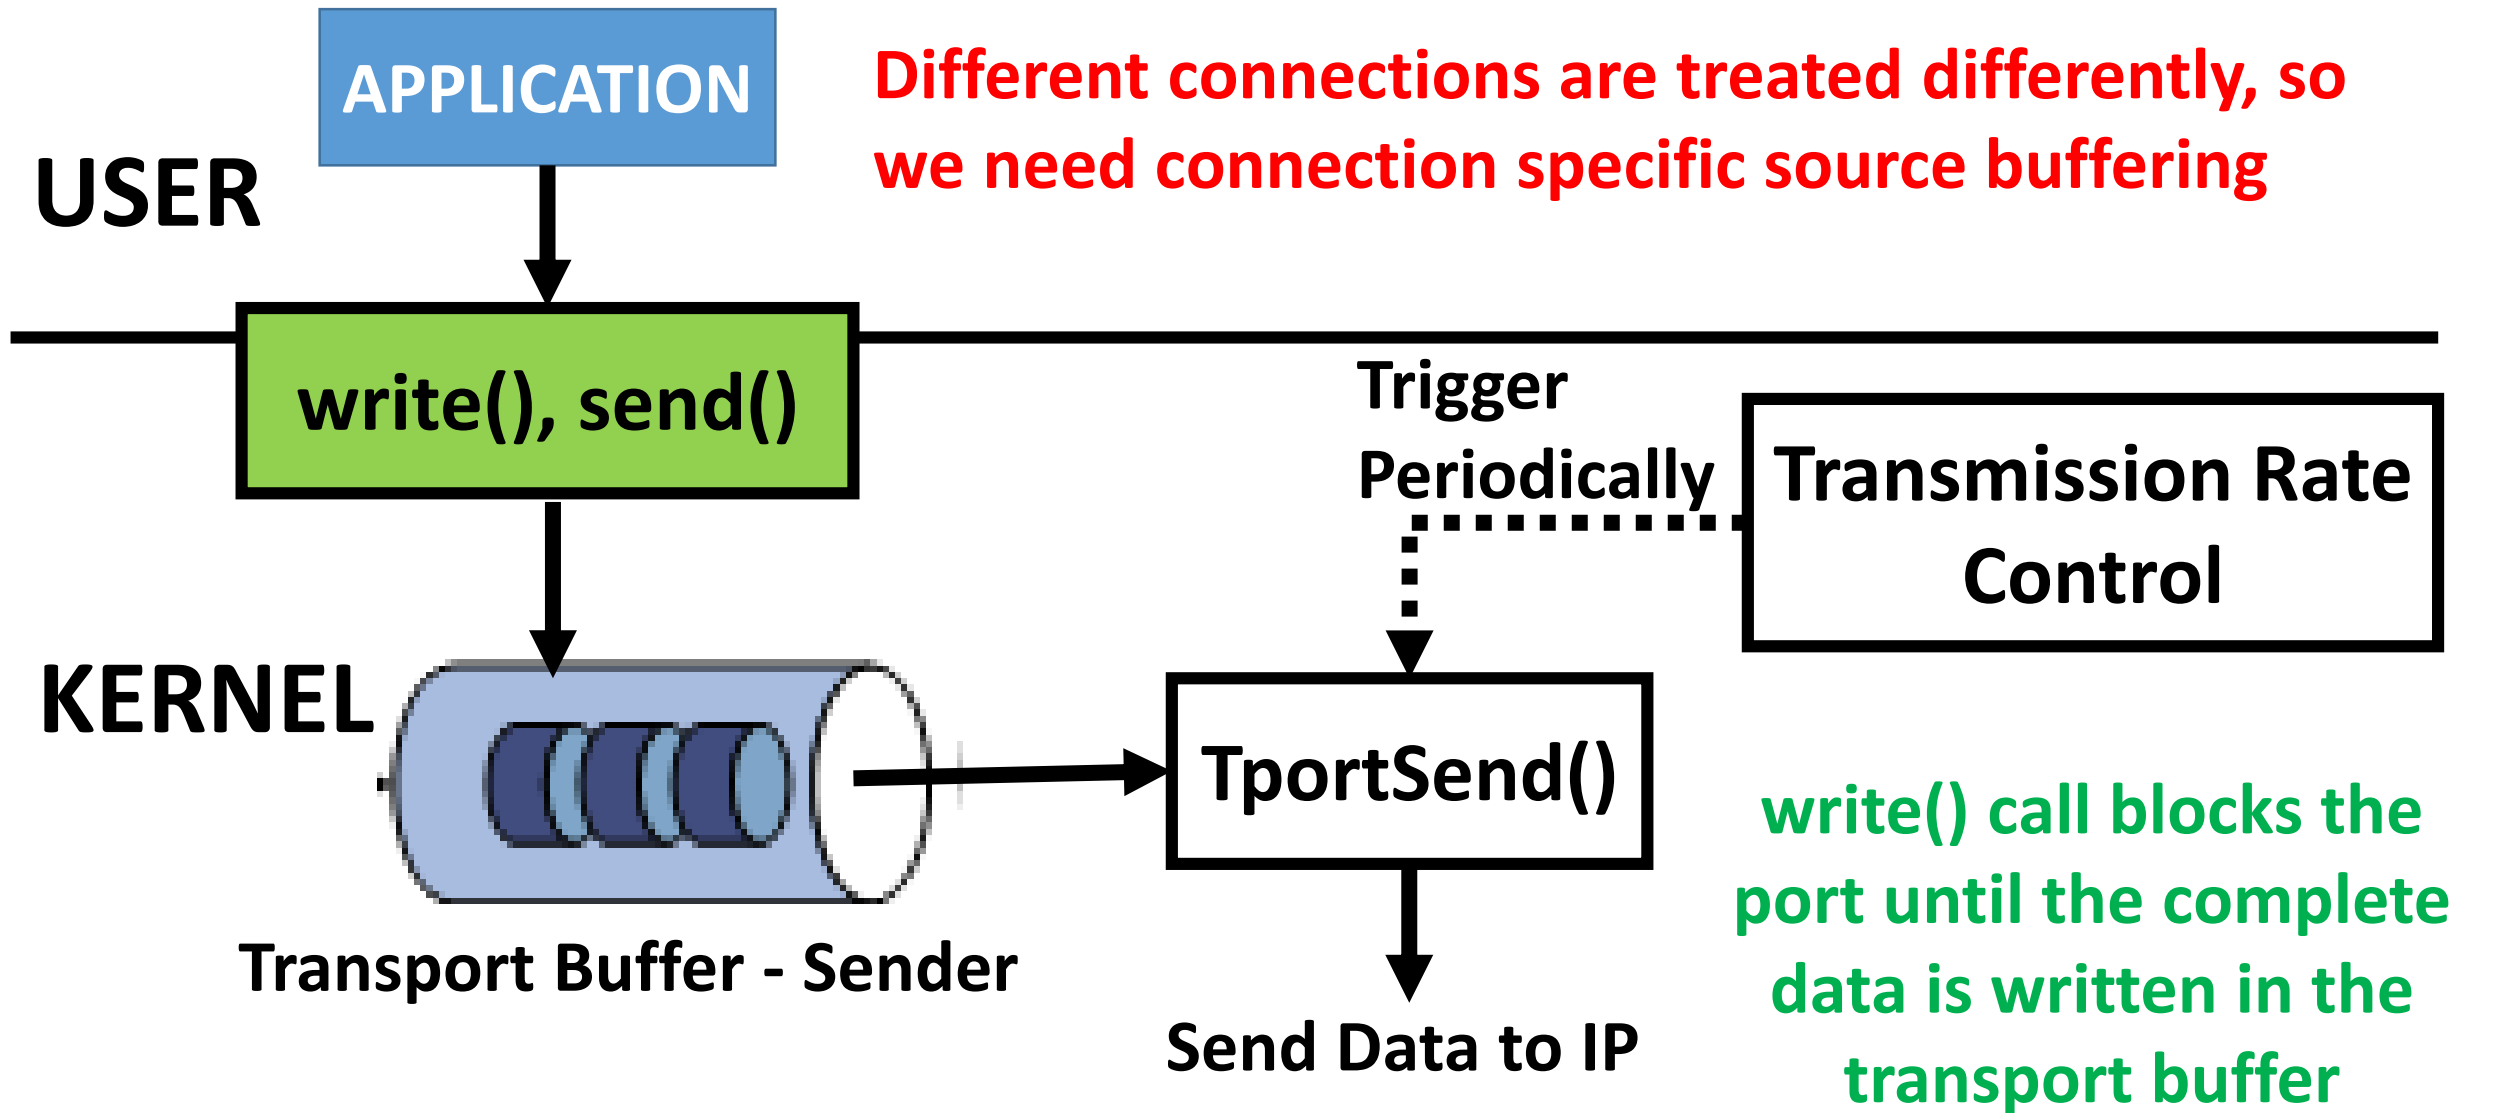 APPLICATION
Different connections are treated differently, so
we need connection specific source buffering
USER
write(), send()
Trigger
Periodically
Transmission Rate
Control
KERNEL
TportSend()
Transport Buffer - Sender
Send Data to IP
write() call blocks the
port until the complete
data is written in the
transport buffer